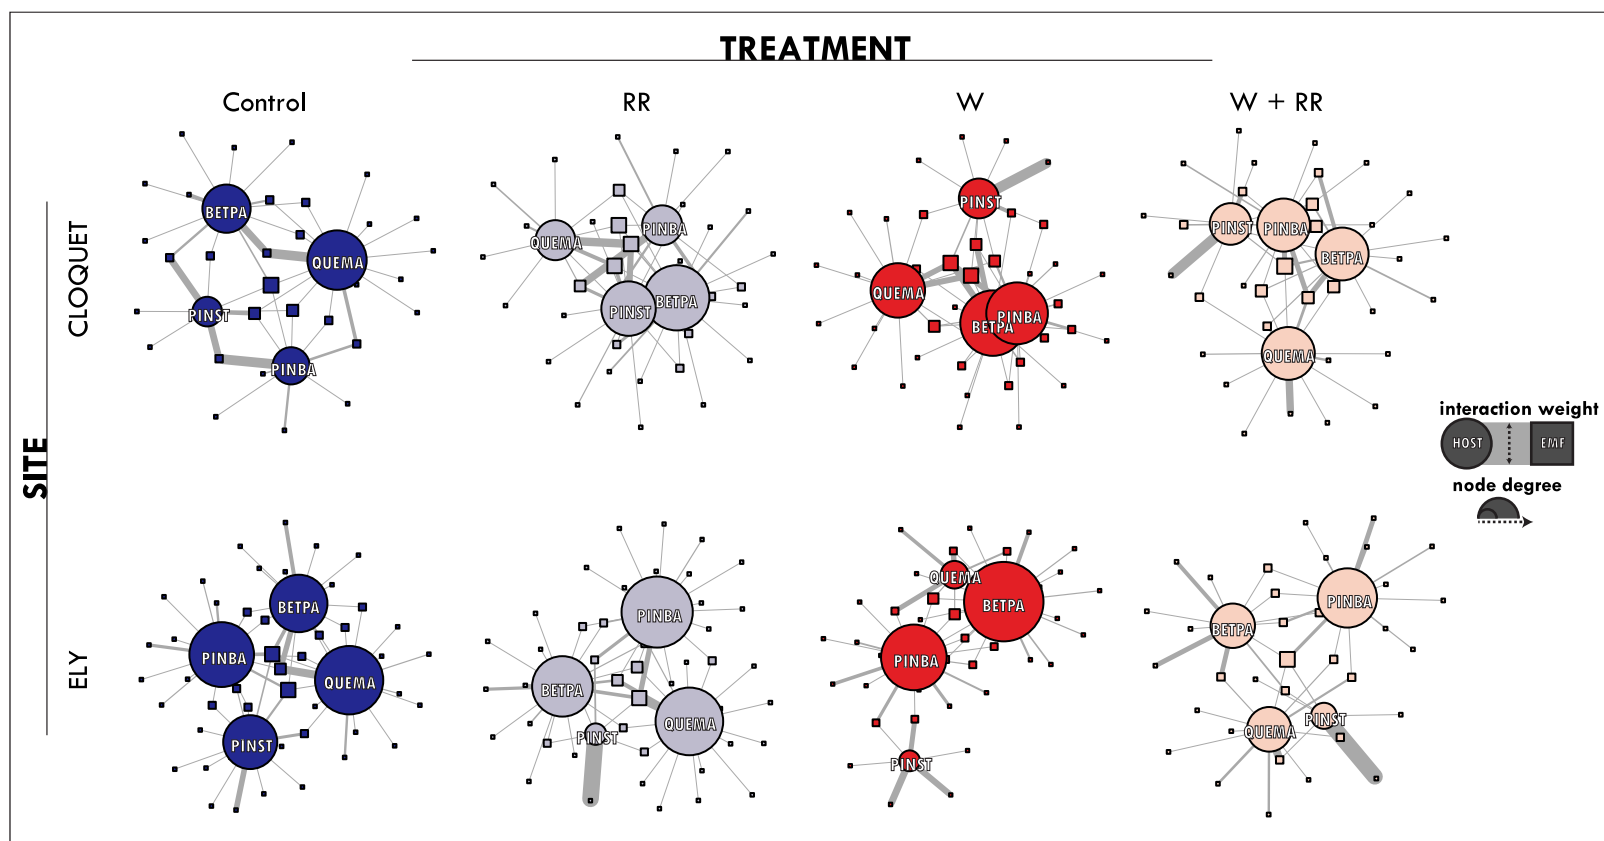 TREATMENT
Control RR W W + RR
SITE
CLOQUET
BETPA QUEMA PINST PINBA
QUEMA PINBA PINST BETPA
PINST QUEMA BETPA PINBA
PINST PINBA BETPA QUEMA
interaction weight
HOST EMF
node degree
ELY
BETPA PINBA QUEMA PINST
PINBA BETPA QUEMA PINST
QUEMA BETPA PINBA PINST
PINBA BETPA PINST QUEMA